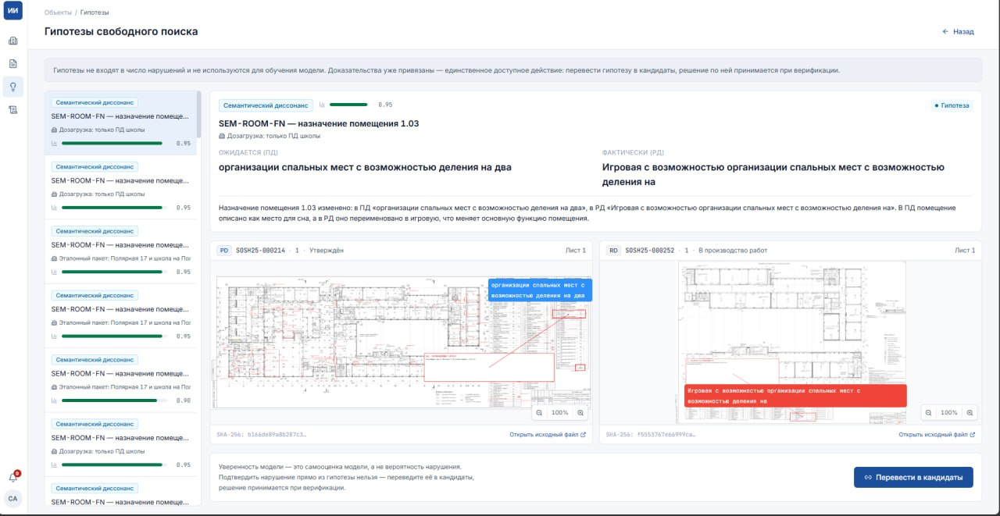 ИИ
Объекты / Гипотезы
Гипотезы свободного поиска
← Назад
Гипотезы не входят в число нарушений и не используются для обучения модели. Доказательства уже привязаны — единственное доступное действие: перевести гипотезу в кандидаты, решение по ней принимается при верификации.
Семантический диссонанс
SEM-ROOM-FN — назначение помеще...
Дозагрузка: только ПД школы
0.95
Семантический диссонанс
SEM-ROOM-FN — назначение помеще...
Дозагрузка: только ПД школы
0.95
Семантический диссонанс
SEM-ROOM-FN — назначение помеще...
Эталонный пакет: Полярная 17 и школа на Пол
0.95
Семантический диссонанс
SEM-ROOM-FN — назначение помеще...
Эталонный пакет: Полярная 17 и школа на Пол
0.95
Семантический диссонанс
SEM-ROOM-FN — назначение помеще...
Эталонный пакет: Полярная 17 и школа на Пол
0.90
Семантический диссонанс
SEM-ROOM-FN — назначение помеще...
Дозагрузка: только ПД школы
0.95
Семантический диссонанс
SEM-ROOM-FN — назначение помеще...
СА
Семантический диссонанс 0.95
Гипотеза
SEM-ROOM-FN — назначение помещения 1.03
Дозагрузка: только ПД школы
ОЖИДАЕТСЯ (ПД)
организации спальных мест с возможностью деления на два
ФАКТИЧЕСКИ (РД)
Игровая с возможностью организации спальных мест с возможностью
деления на
Назначение помещения 1.03 изменено: в ПД «организации спальных мест с возможностью деления на два», в РД «Игровая с возможностью организации спальных мест с возможностью деления на». В ПД помещение
описано как место для сна, а в РД оно переименовано в игровую, что меняет основную функцию помещения.
PD SOSH25-000214 · 1 · Утверждён
Лист 1
организации спальных мест с
возможностью деления на два
100%
SHA-256: b166de89a8b287c3…
Открыть исходный файл
RD SOSH25-000252 · 1 · В производство работ
Лист 1
Игровая с возможностью организации спальных мест с
возможностью деления на
100%
SHA-256: f5553767e66999ca…
Открыть исходный файл
Уверенность модели — это самооценка модели, а не вероятность нарушения.
Подтвердить нарушение прямо из гипотезы нельзя — переведите её в кандидаты,
решение принимается при верификации.
Перевести в кандидаты